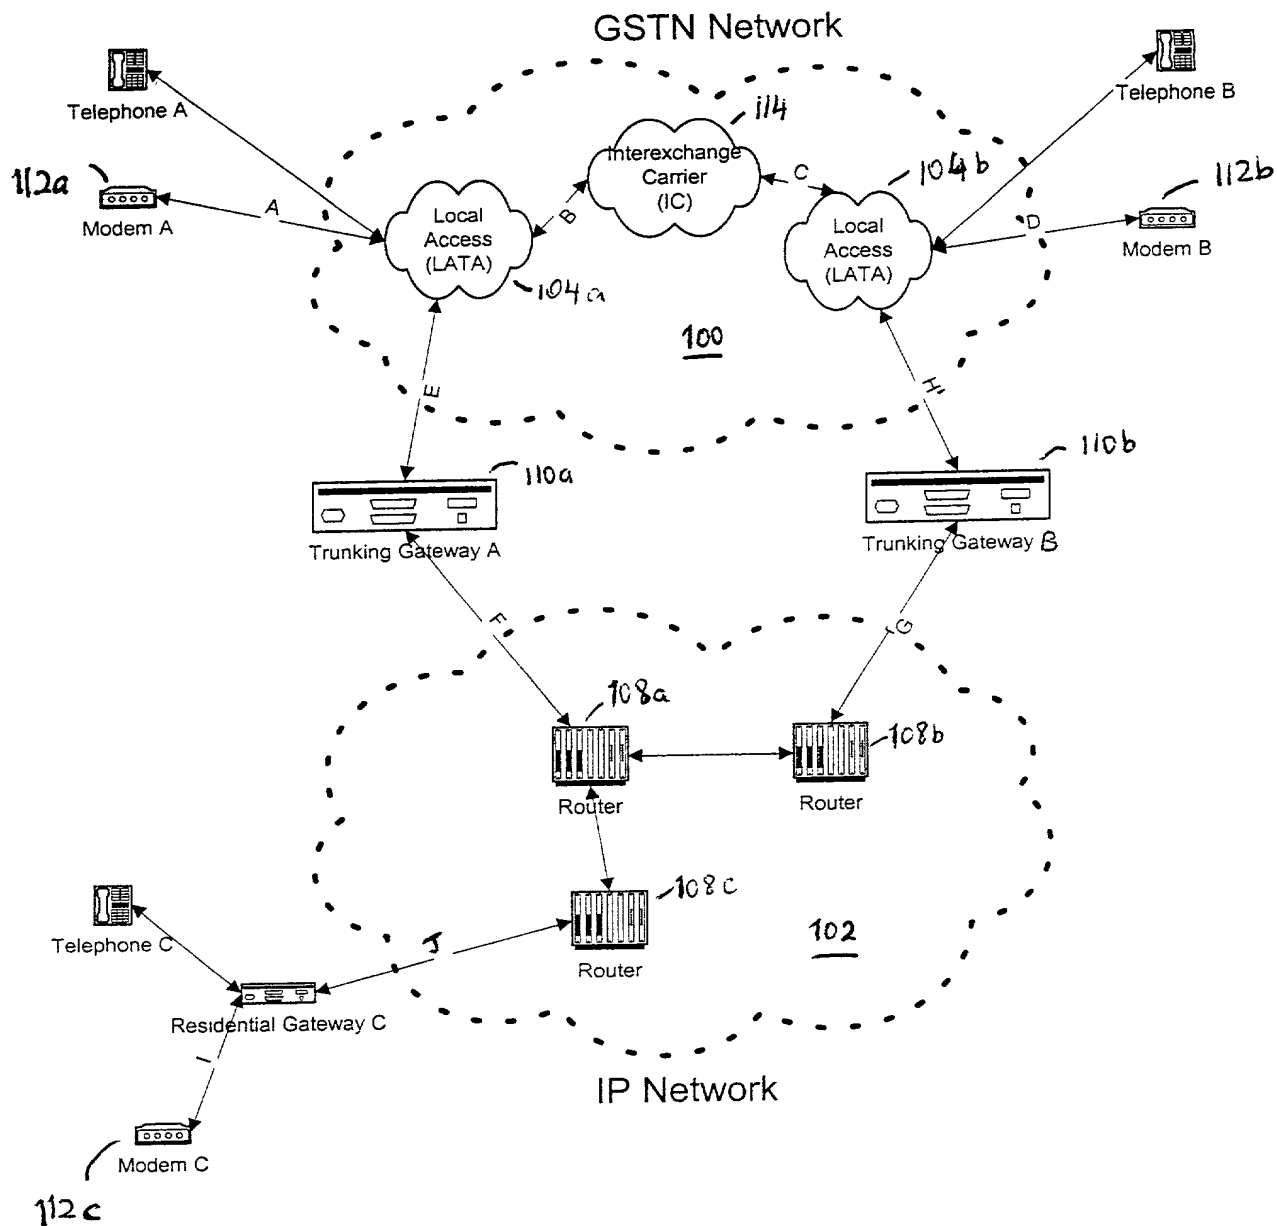 GSTN Network
Telephone A
Telephone B
114
112a
Interexchange
Carrier
(IC)
104b
112b
Modem A
A
B
C
D
Modem B
Local
Access
(LATA)
Local
Access
(LATA)
104a
100
E
H'
110a
110b
Trunking Gateway A
Trunking Gateway B
F
G
108a
108b
Router
Router
108c
Telephone C
J
102
Router
Residential Gateway C
I
IP Network
Modem C
112c